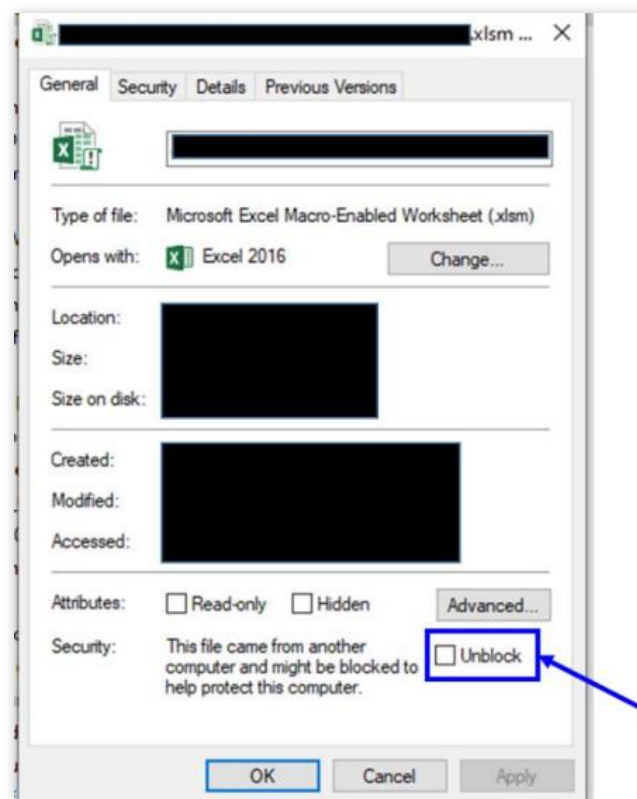 .xlsm ...
General Security Details Previous Versions
Type of file: Microsoft Excel Macro-Enabled Worksheet (.xlsm)
Opens with: Excel 2016 Change...
Location:
Size:
Size on disk:
Created:
Modified:
Accessed:
Attributes: Read-only Hidden Advanced...
Security: This file came from another
computer and might be blocked to
help protect this computer.
Unblock
OK Cancel Apply